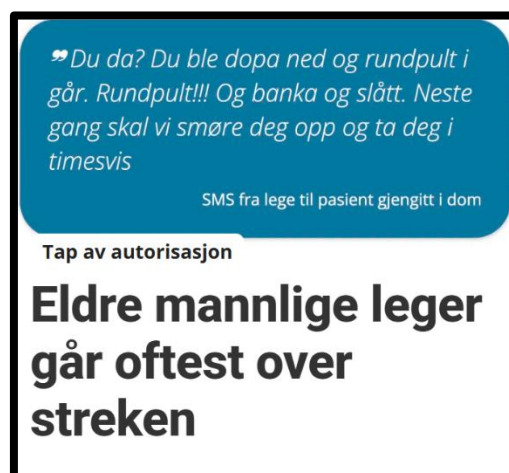 ❞Du da? Du ble dopa ned og rundpult i
går. Rundpult!!! Og banka og slått. Neste
gang skal vi smøre deg opp og ta deg i
timesvis
SMS fra lege til pasient gjengitt i dom
Tap av autorisasjon
Eldre mannlige leger
går oftest over
streken